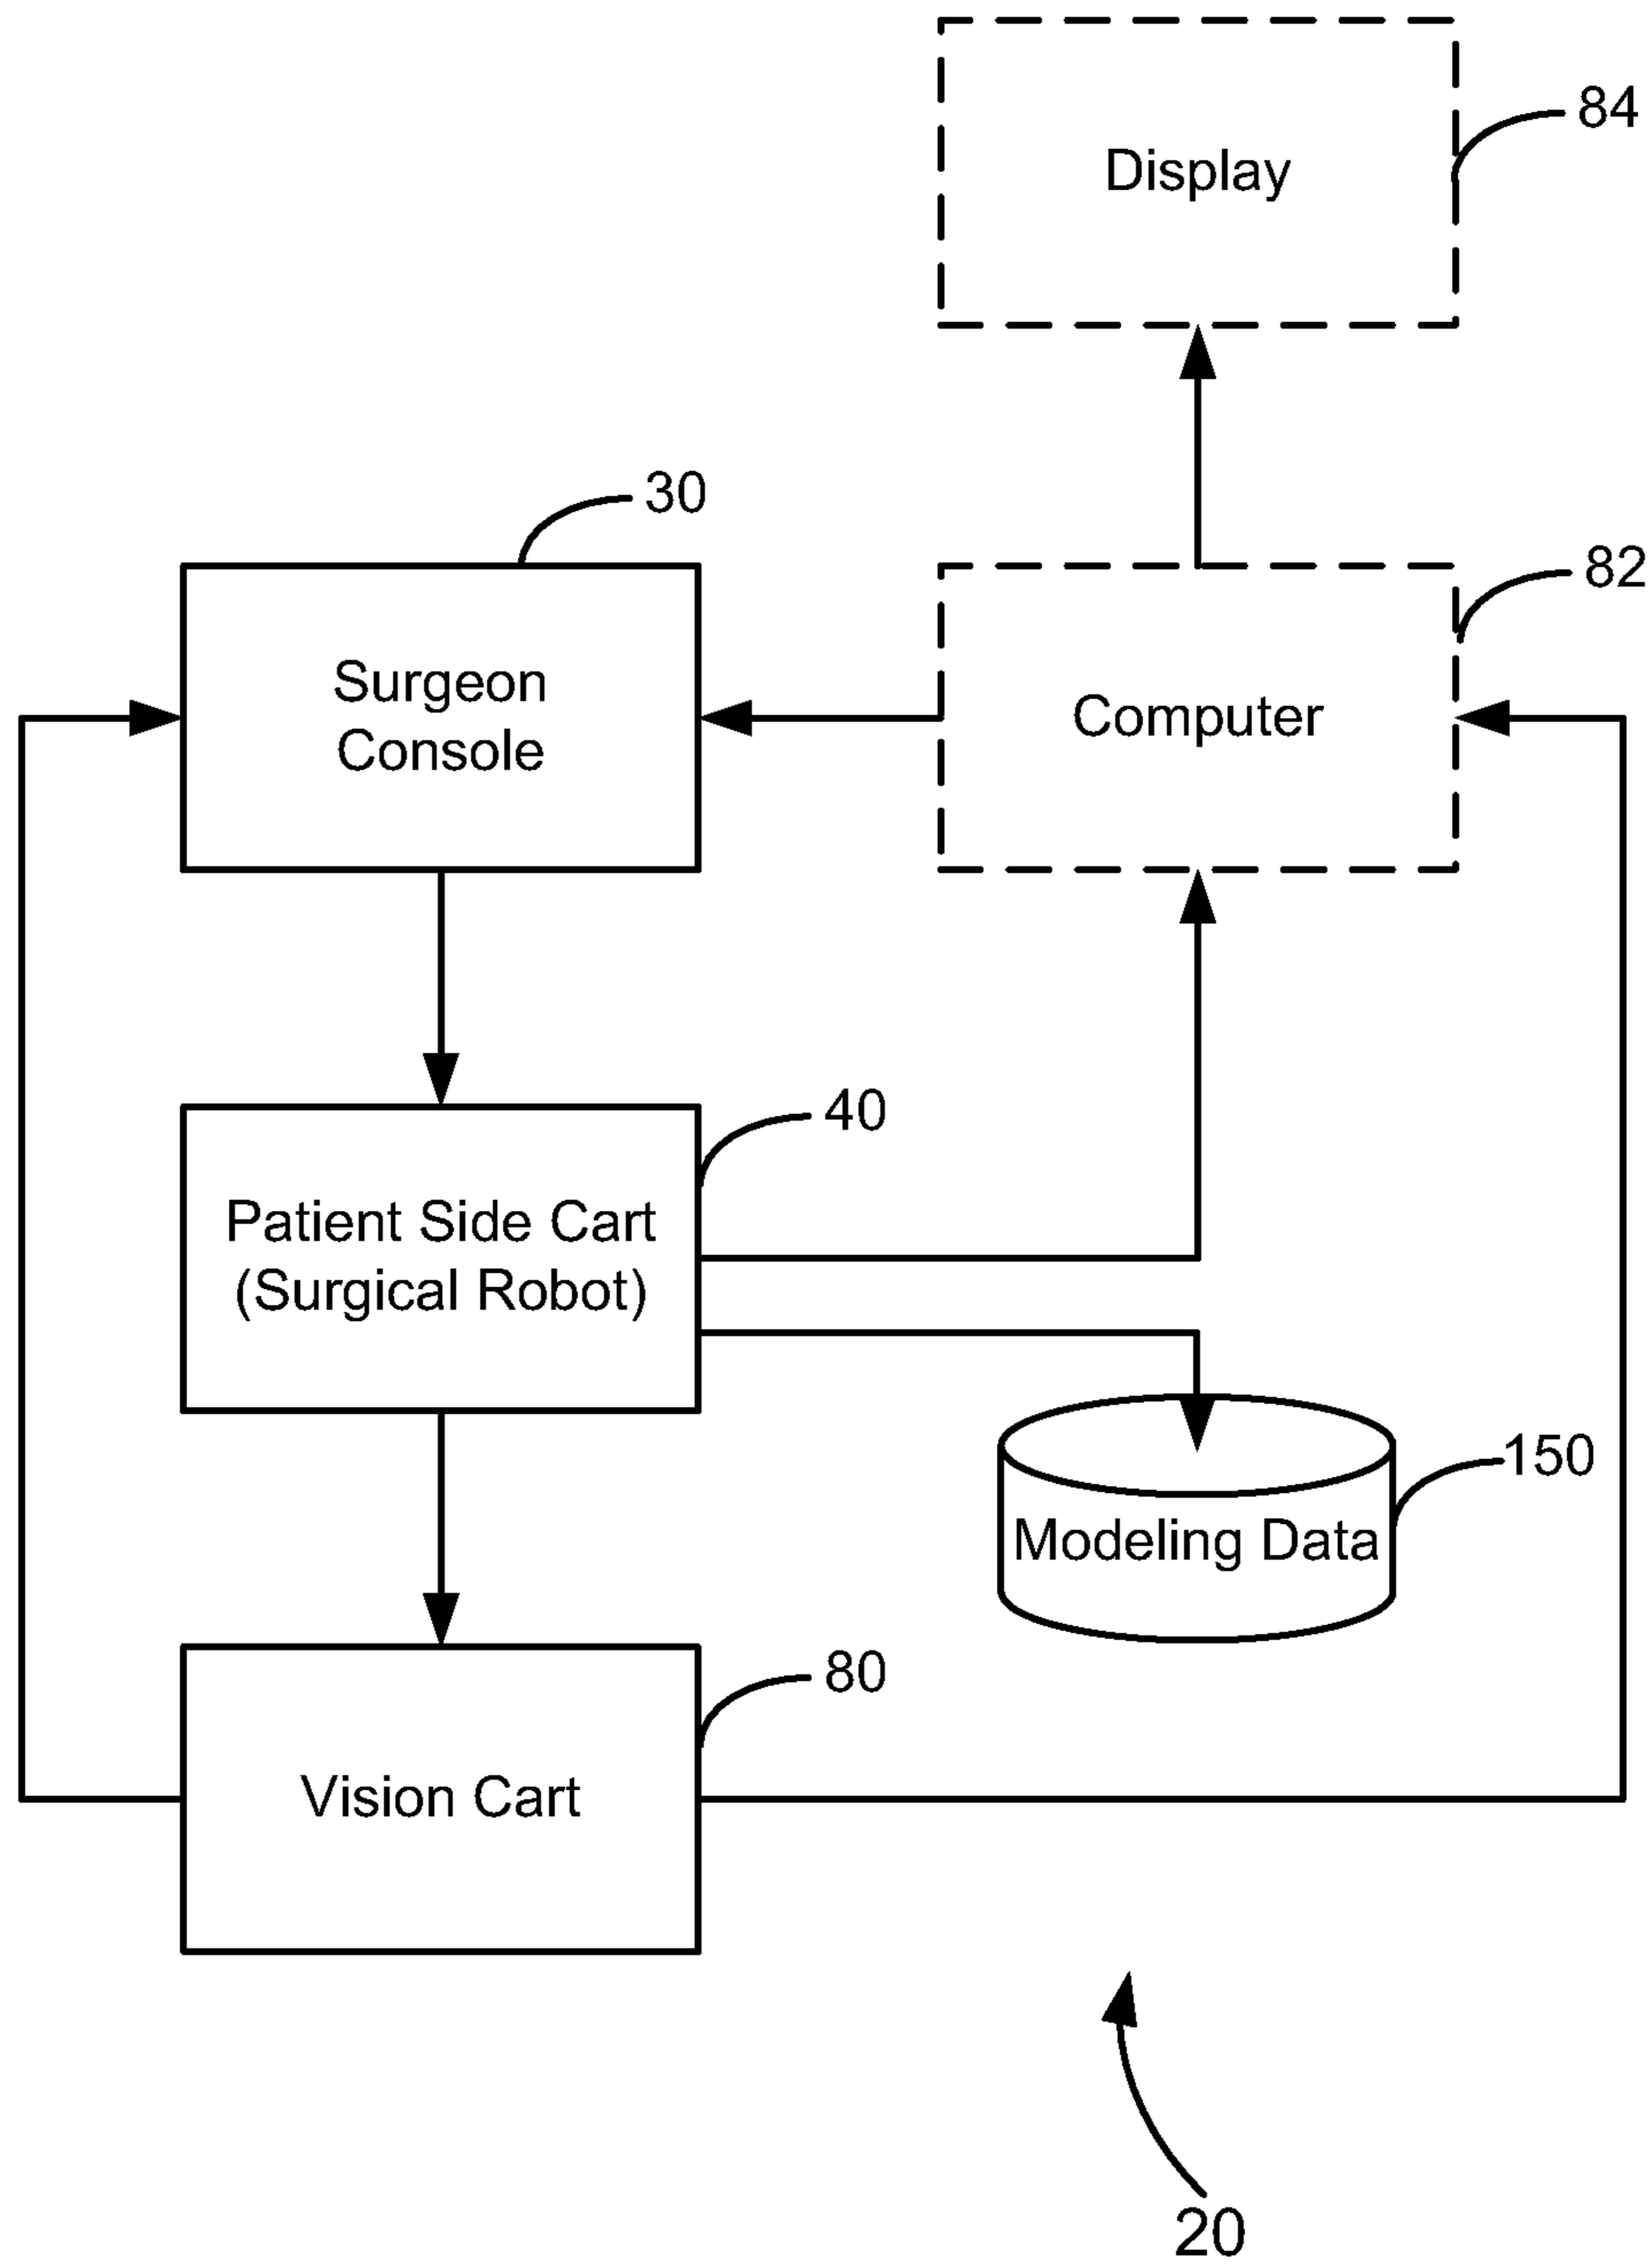 84
Display
30
82
Surgeon
Console
Computer
40
Patient Side Cart
(Surgical Robot)
150
Modeling Data
80
Vision Cart
20